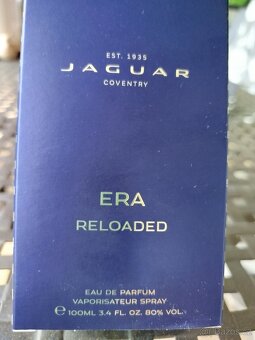 EST. 1935
JAGUAR
COVENTRY
ERA
RELOADED
EAU DE PARFUM
VAPORISATEUR SPRAY
℮ 100ML 3.4 FL. OZ. 80% VOL.